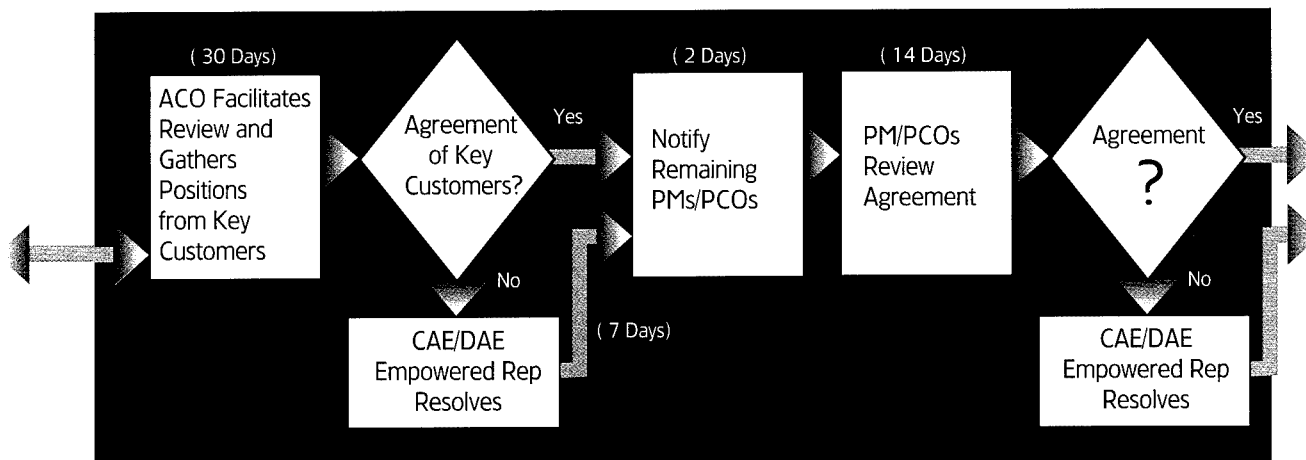 ( 30 Days)
ACO Facilitates
Review and
Gathers
Positions
from Key
Customers
Agreement
of Key
Customers?
Yes
No
CAE/DAE
Empowered Rep
Resolves
( 7 Days)
( 2 Days)
Notify
Remaining
PMs/PCOs
( 14 Days)
PM/PCOs
Review
Agreement
Agreement
?
Yes
No
CAE/DAE
Empowered Rep
Resolves